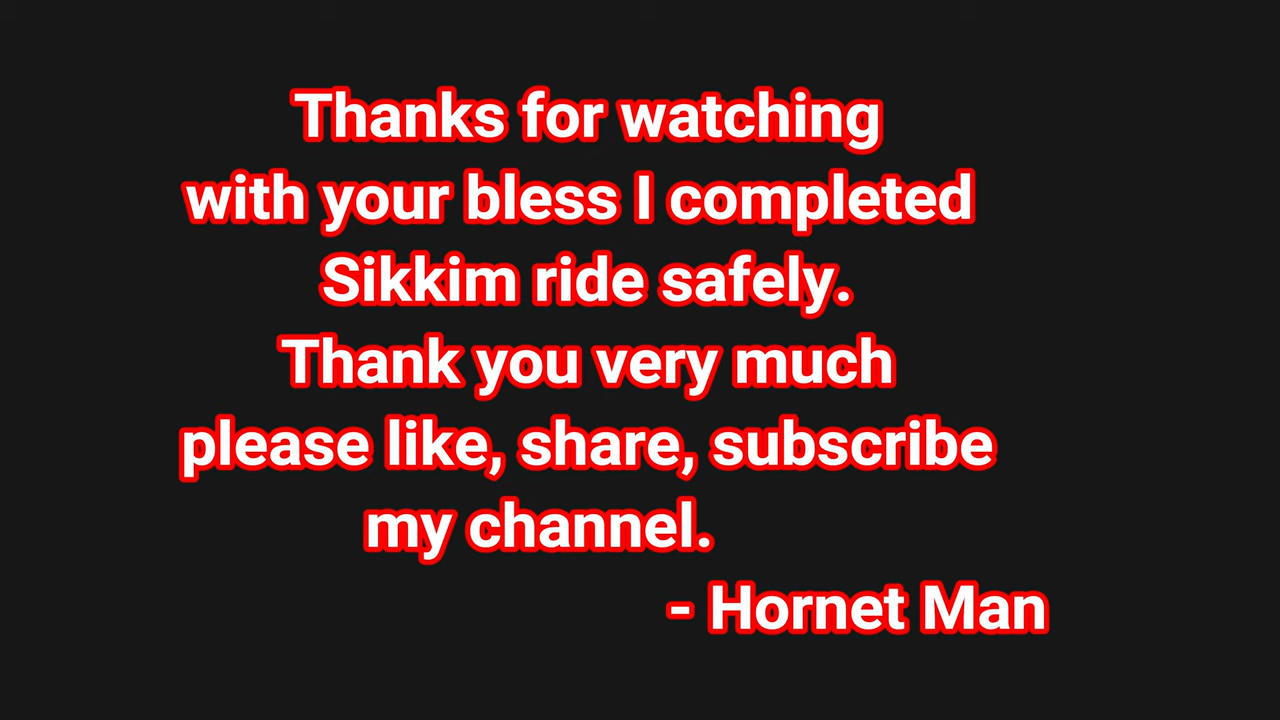 Thanks for watching
with your bless I completed
Sikkim ride safely.
Thank you very much
please like, share, subscribe
my channel.
- Hornet Man